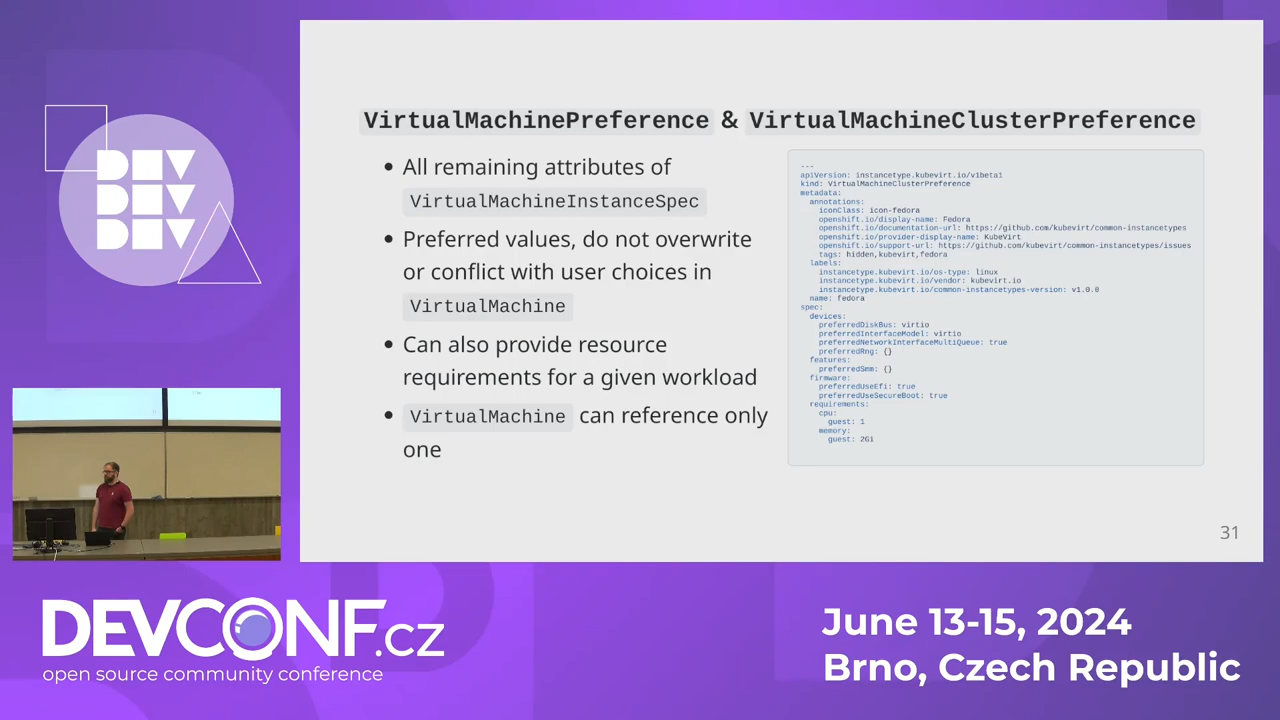 VirtualMachinePreference & VirtualMachineClusterPreference
All remaining attributes of
VirtualMachineInstanceSpec
Preferred values, do not overwrite
or conflict with user choices in
VirtualMachine
Can also provide resource
requirements for a given workload
VirtualMachine can reference only
one
---
apiVersion: instancetype.kubevirt.io/v1beta1
kind: VirtualMachineClusterPreference
metadata:
annotations:
iconClass: icon-fedora
openshift.io/display-name: Fedora
openshift.io/documentation-url: https://github.com/kubevirt/common-instancetypes
openshift.io/provider-display-name: KubeVirt
openshift.io/support-url: https://github.com/kubevirt/common-instancetypes/issues
tags: hidden,kubevirt,fedora
labels:
instancetype.kubevirt.io/os-type: linux
instancetype.kubevirt.io/vendor: kubevirt.io
instancetype.kubevirt.io/common-instancetypes-version: v1.0.0
name: fedora
spec:
devices:
preferredDiskBus: virtio
preferredInterfaceModel: virtio
preferredNetworkInterfaceMultiQueue: true
preferredRng: {}
features:
preferredSmm: {}
firmware:
preferredUseEfi: true
preferredUseSecureBoot: true
requirements:
cpu:
guest: 1
memory:
guest: 2Gi
31
DEV
DEV
DEV
DEVCONF.cz
open source community conference
June 13-15, 2024
Brno, Czech Republic